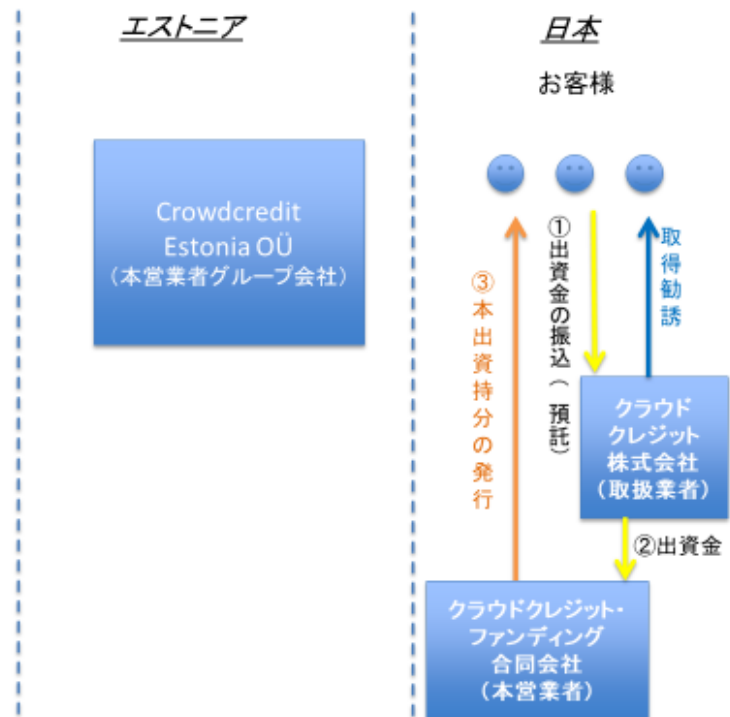 エストニア
日本
お客様
Crowdcredit
Estonia OÜ
(本営業者グループ会社)
③本出資持分の発行
①出資金の振込(預託)
取得勧誘
クラウド
クレジット
株式会社
(取扱業者)
②出資金
クラウドクレジット・
ファンディング
合同会社
(本営業者)